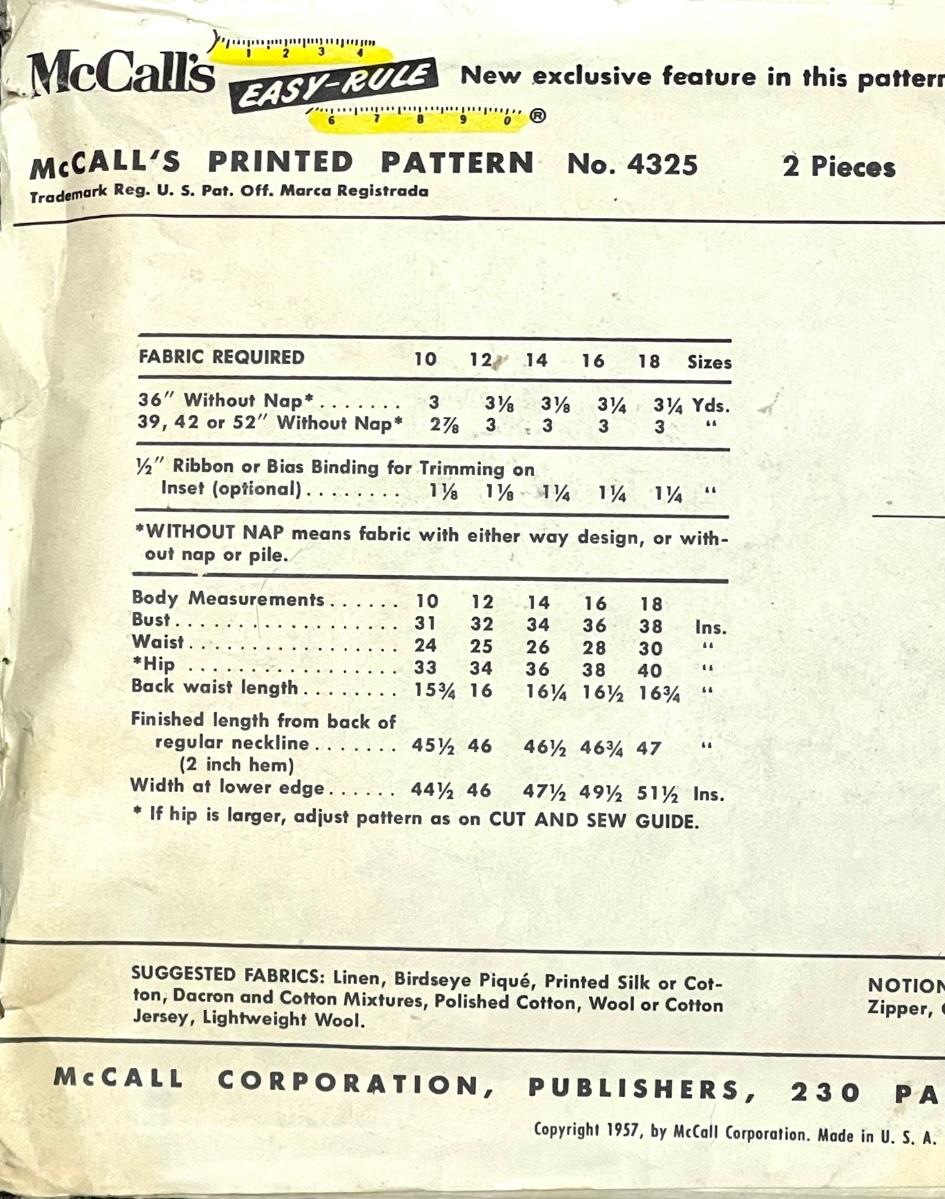 1 2 3 4
McCall's EASY-RULE New exclusive feature in this pattern
6 7 8 9 0 ®
McCALL'S PRINTED PATTERN No. 4325 2 Pieces
Trademark Reg. U. S. Pat. Off. Marca Registrada
FABRIC REQUIRED 10 12 14 16 18 Sizes
36″ Without Nap*....... 3 3⅛ 3⅛ 3¼ 3¼ Yds.
39, 42 or 52″ Without Nap* 2⅞ 3 3 3 3 “
½″ Ribbon or Bias Binding for Trimming on
Inset (optional)........ 1⅛ 1⅛ 1¼ 1¼ 1¼ “
*WITHOUT NAP means fabric with either way design, or with-
out nap or pile.
Body Measurements...... 10 12 14 16 18
Bust................... 31 32 34 36 38 Ins.
Waist.................. 24 25 26 28 30 “
*Hip .................. 33 34 36 38 40 “
Back waist length........ 15¾ 16 16¼ 16½ 16¾ “
Finished length from back of
regular neckline....... 45½ 46 46½ 46¾ 47 “
(2 inch hem)
Width at lower edge...... 44½ 46 47½ 49½ 51½ Ins.
* If hip is larger, adjust pattern as on CUT AND SEW GUIDE.
SUGGESTED FABRICS: Linen, Birdseye Piqué, Printed Silk or Cot-
ton, Dacron and Cotton Mixtures, Polished Cotton, Wool or Cotton
Jersey, Lightweight Wool.
NOTION
Zipper,
McCALL CORPORATION, PUBLISHERS, 230 PA
Copyright 1957, by McCall Corporation. Made in U. S. A.